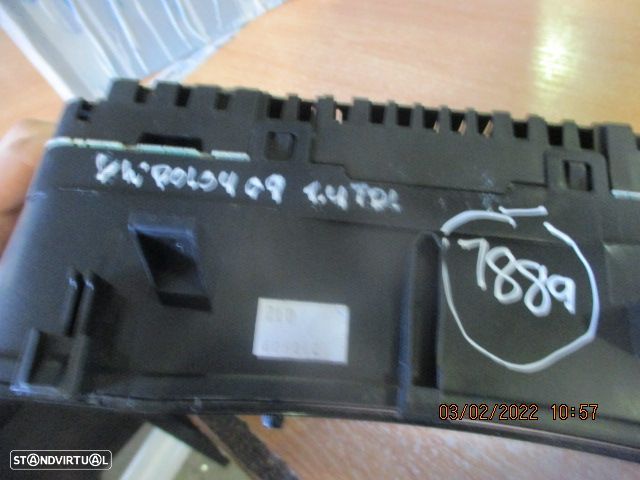 VW POLO 4 09 1.4 TDI
7889
03/02/2022 10:57
STANDVIRTUAL